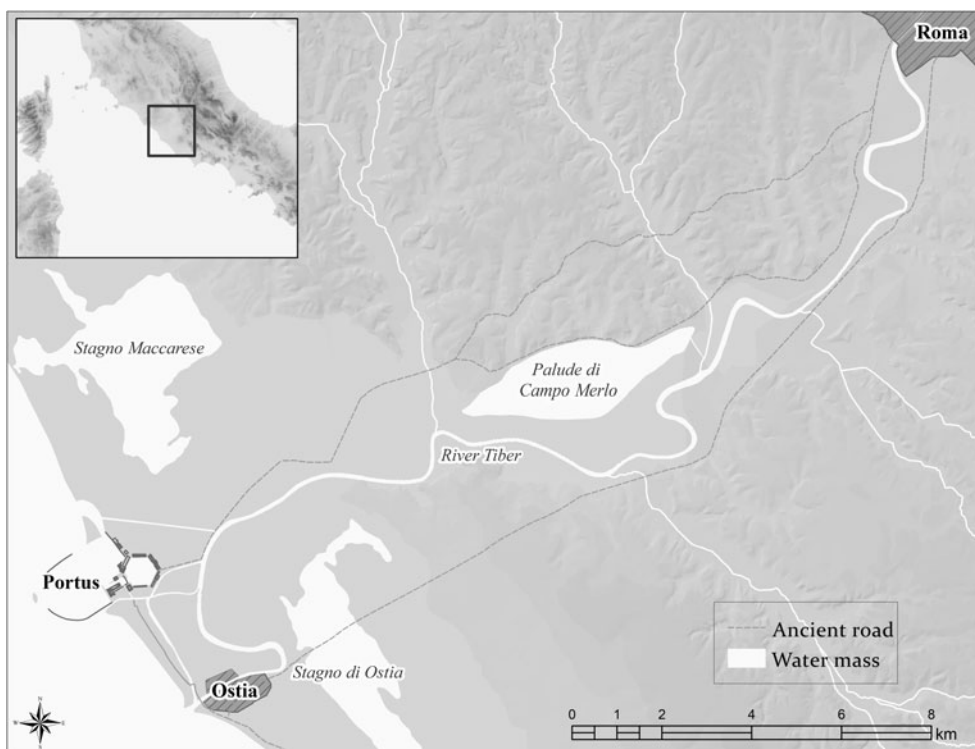 Roma
Stagno Maccarese
Palude di
Campo Merlo
River Tiber
Portus
Ancient road
Water mass
Stagno di Ostia
Ostia
N
W E
S
0 1 2 4 6 8
km